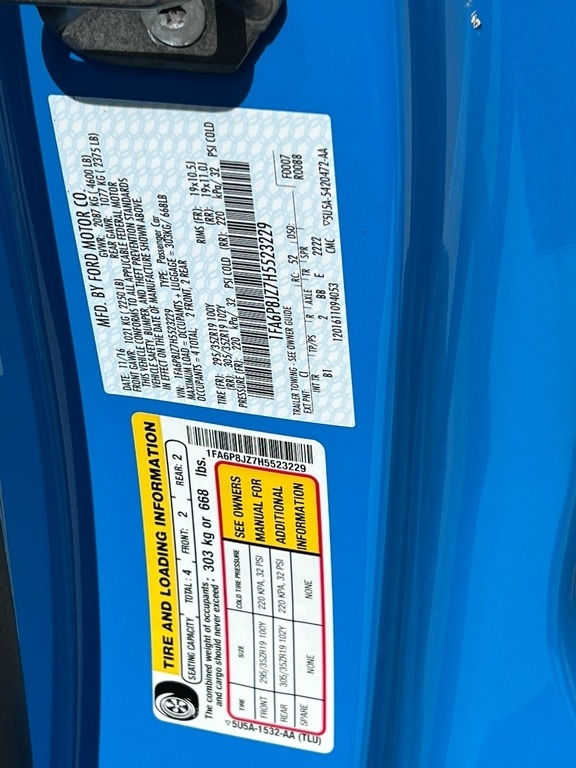 MFD. BY FORD MOTOR CO.
DATE: 11/16 GVWR: 2087 KG ( 4600 LB)
FRONT GAWR: 1021 KG ( 2250 LB) REAR GAWR: 1077 KG ( 2375 LB)
THIS VEHICLE CONFORMS TO ALL APPLICABLE FEDERAL MOTOR
VEHICLE SAFETY, BUMPER, AND THEFT PREVENTION STANDARDS
IN EFFECT ON THE DATE OF MANUFACTURE SHOWN ABOVE.
VIN: 1FA6P8JZ7H5523229 TYPE: Passenger Car
MAXIMUM LOAD = OCCUPANTS + LUGGAGE = 302KG / 668LB
OCCUPANTS = 4 TOTAL: 2 FRONT, 2 REAR
TIRE (FR): 295/35ZR19 100Y RIMS (FR): 19x10.5J
(RR): 305/35ZR19 102Y (RR): 19x11.0J
PRESSURE (FR): 220 kPa/ 32 PSI COLD (RR): 220 kPa/ 32 PSI COLD
1FA6P8JZ7H5523229
F0007
R0088
TRAILER TOWING - SEE OWNER GUIDE
EXT PNT: CI RC: 52 DSO:
INT TR TP/PS R AXLE TR SPR
B1 2 BB E 2222
1201611094053 CMC 5U5A-5420472-AA
TIRE AND LOADING INFORMATION
SEATING CAPACITY TOTAL: 4 FRONT: 2 REAR: 2
The combined weight of occupants
and cargo should never exceed: 303 kg or 668 lbs.
1FA6P8JZ7H5523229
TIRE SIZE COLD TIRE PRESSURE
FRONT 295/35ZR19 100Y 220 KPA, 32 PSI
REAR 305/35ZR19 102Y 220 KPA, 32 PSI
SPARE NONE NONE
SEE OWNERS
MANUAL FOR
ADDITIONAL
INFORMATION
5U5A-1532-AA (TLU)